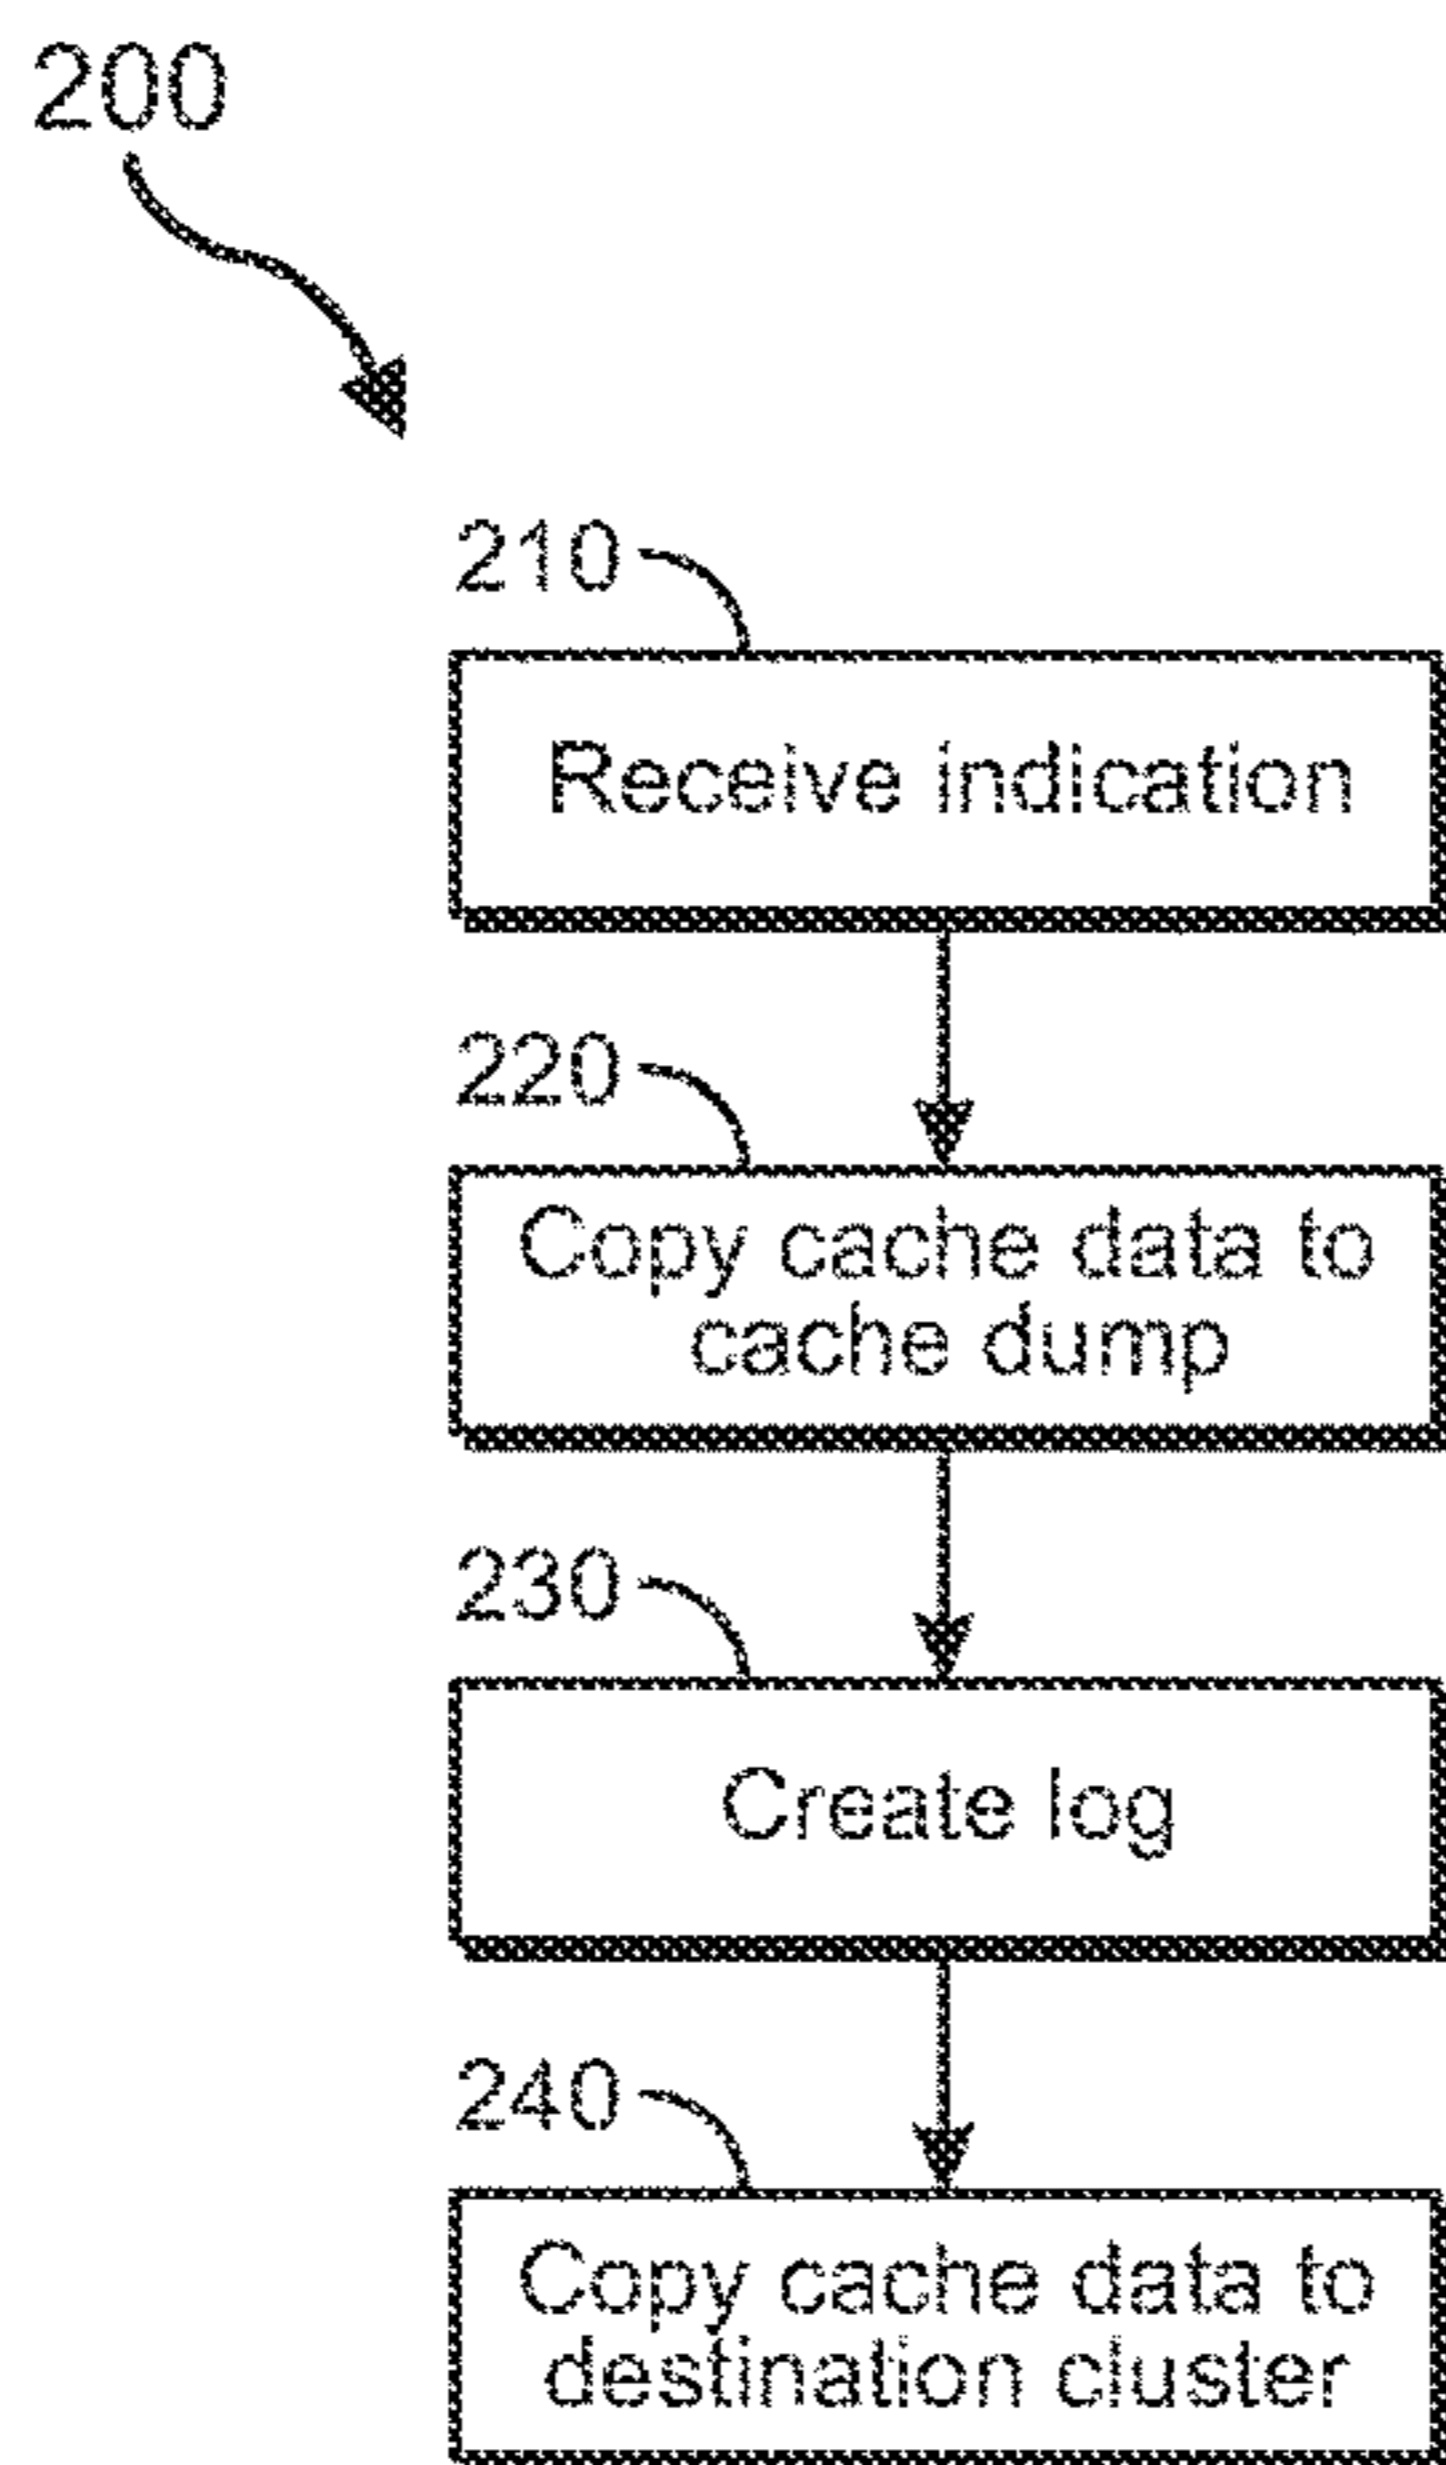 200
210
Receive indication
220
Copy cache data to
cache dump
230
Create log
240
Copy cache data to
destination cluster